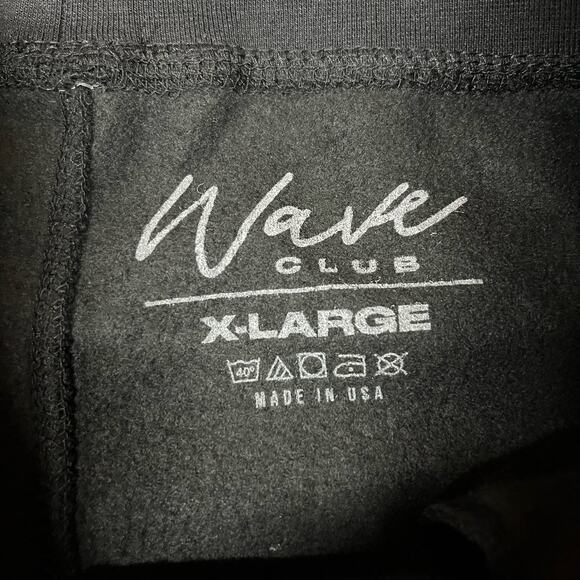 Wave
CLUB
X-LARGE
40°
MADE IN USA